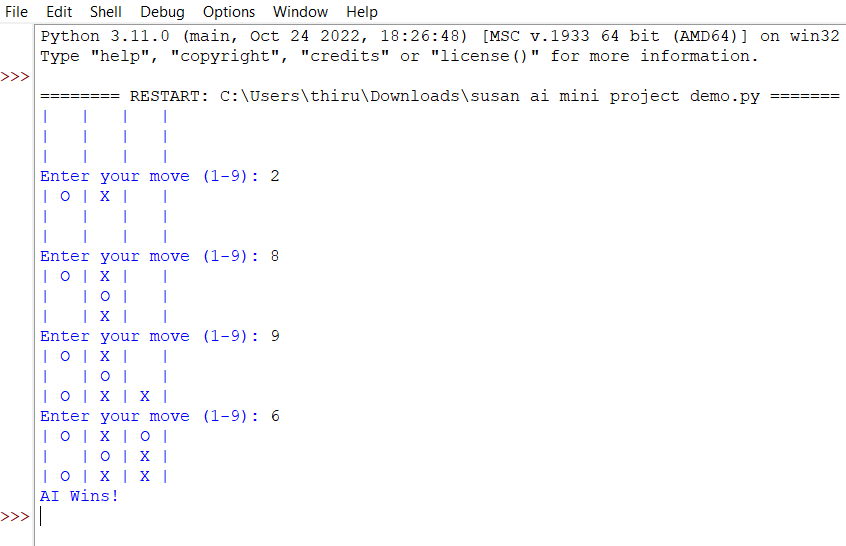 File Edit Shell Debug Options Window Help
Python 3.11.0 (main, Oct 24 2022, 18:26:48) [MSC v.1933 64 bit (AMD64)] on win32
Type "help", "copyright", "credits" or "license()" for more information.
>>>
======== RESTART: C:\Users\thiru\Downloads\susan ai mini project demo.py =======
|   |   |   |
|   |   |   |
|   |   |   |
Enter your move (1-9): 2
| O | X |   |
|   |   |   |
|   |   |   |
Enter your move (1-9): 8
| O | X |   |
|   | O |   |
|   | X |   |
Enter your move (1-9): 9
| O | X |   |
|   | O |   |
| O | X | X |
Enter your move (1-9): 6
| O | X | O |
|   | O | X |
| O | X | X |
AI Wins!
>>>